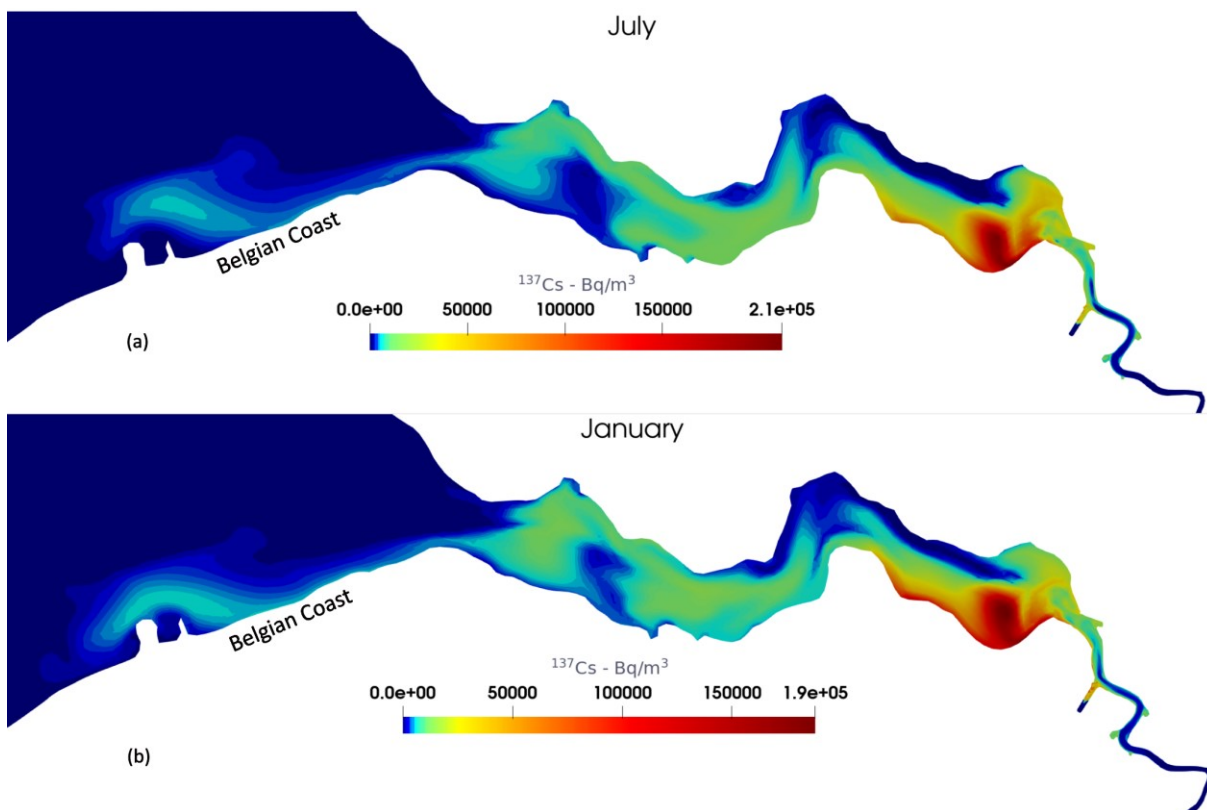 July
Belgian Coast
¹³⁷Cs - Bq/m³
0.0e+00 50000 100000 150000 2.1e+05
(a)
January
Belgian Coast
¹³⁷Cs - Bq/m³
0.0e+00 50000 100000 150000 1.9e+05
(b)